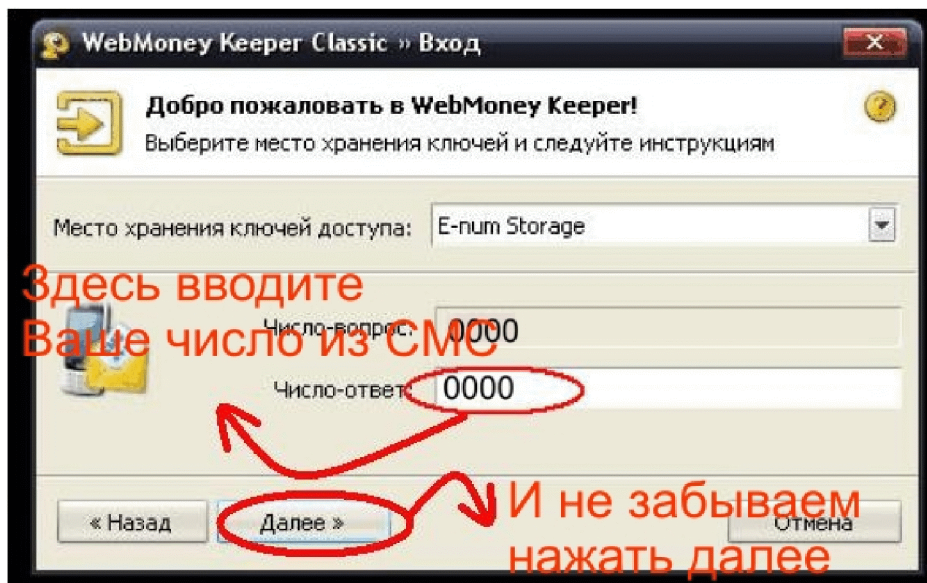 WebMoney Keeper Classic » Вход
Добро пожаловать в WebMoney Keeper!
Выберите место хранения ключей и следуйте инструкциям
Место хранения ключей доступа: E-num Storage
Здесь вводите
Ваше число из СМС
Число-вопрос: 0000
Число-ответ: 0000
« Назад Далее » Отмена
И не забываем
нажать далее